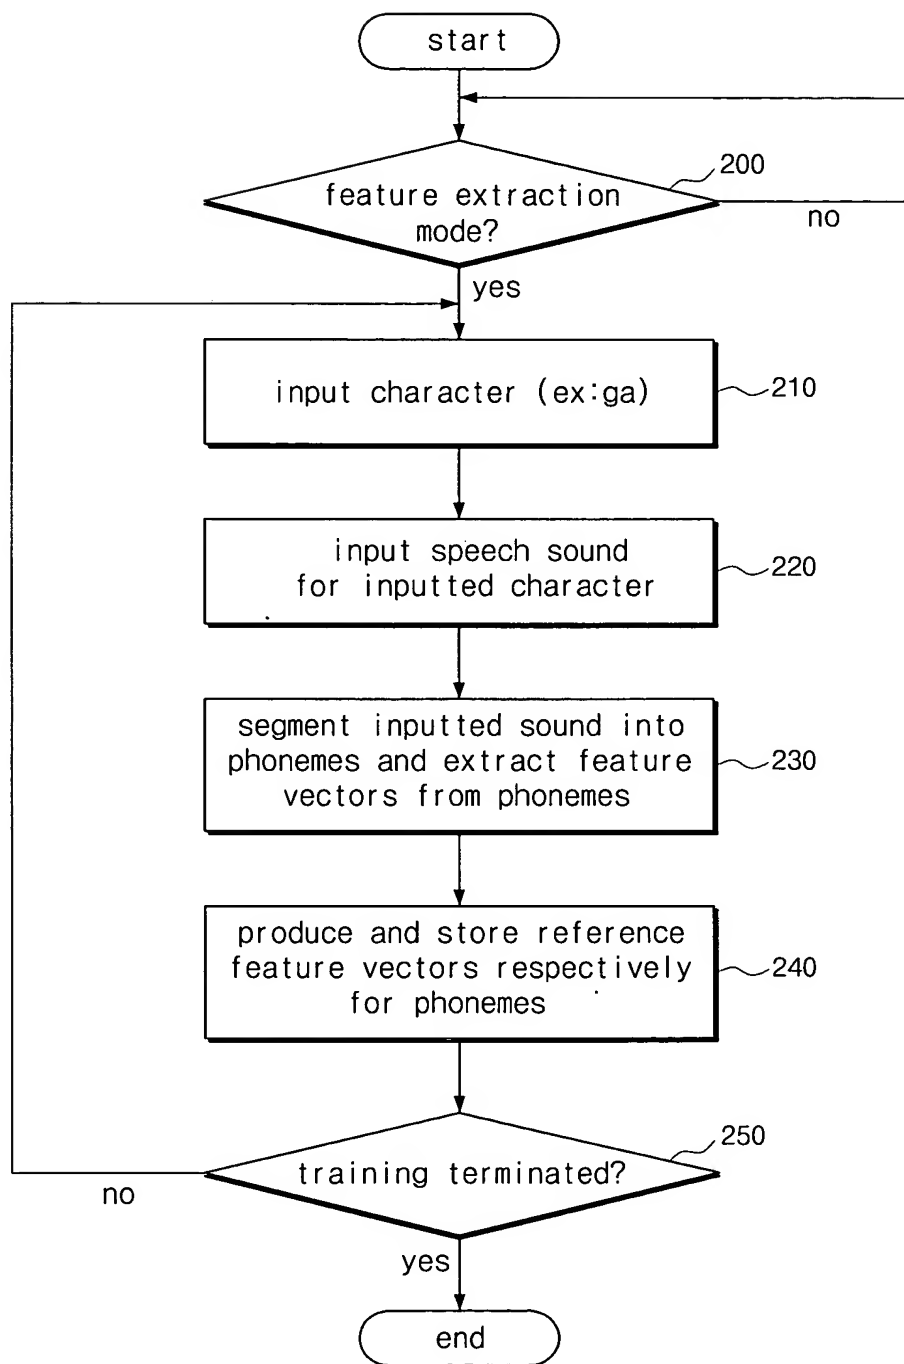 start
feature extraction
mode?
200
no
yes
input character (ex:ga)
210
input speech sound
for inputted character
220
segment inputted sound into
phonemes and extract feature
vectors from phonemes
230
produce and store reference
feature vectors respectively
for phonemes
240
training terminated?
250
no
yes
end